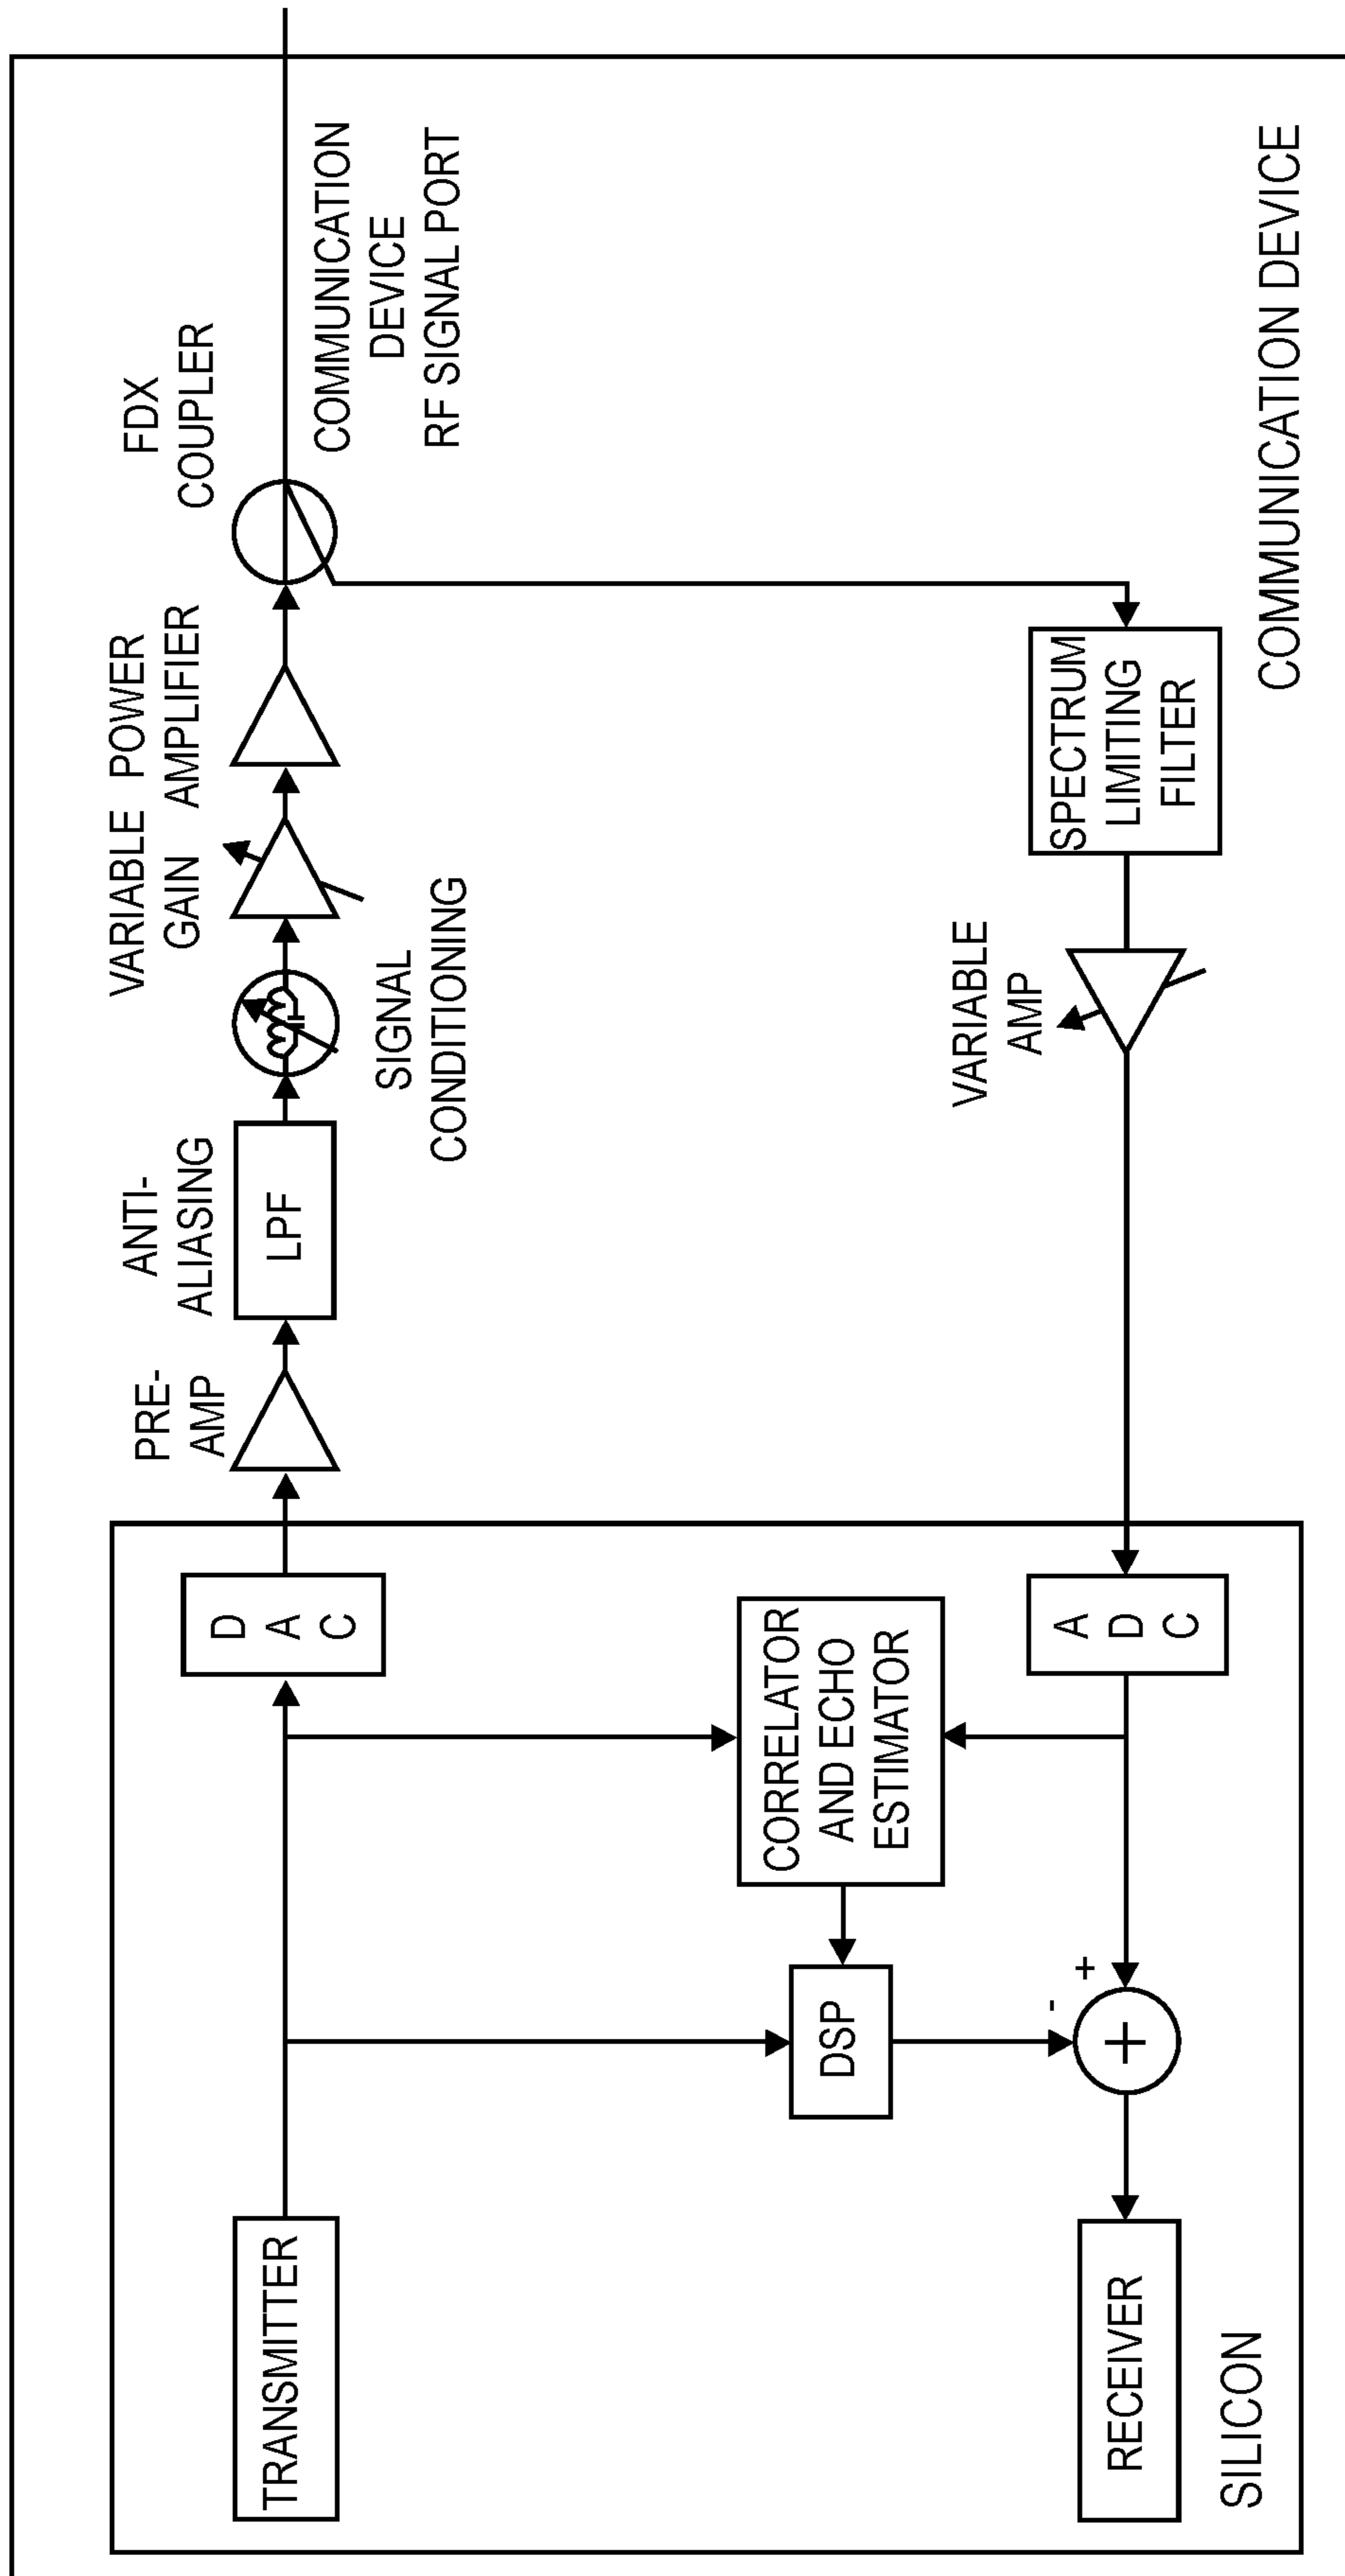 TRANSMITTER
D
A
C
PRE-
AMP
ANTI-
ALIASING
LPF
SIGNAL
CONDITIONING
VARIABLE
GAIN
POWER
AMPLIFIER
FDX
COUPLER
COMMUNICATION
DEVICE
RF SIGNAL PORT
CORRELATOR
AND ECHO
ESTIMATOR
DSP
-
+
+
RECEIVER
A
D
C
VARIABLE
AMP
SPECTRUM
LIMITING
FILTER
SILICON
COMMUNICATION DEVICE